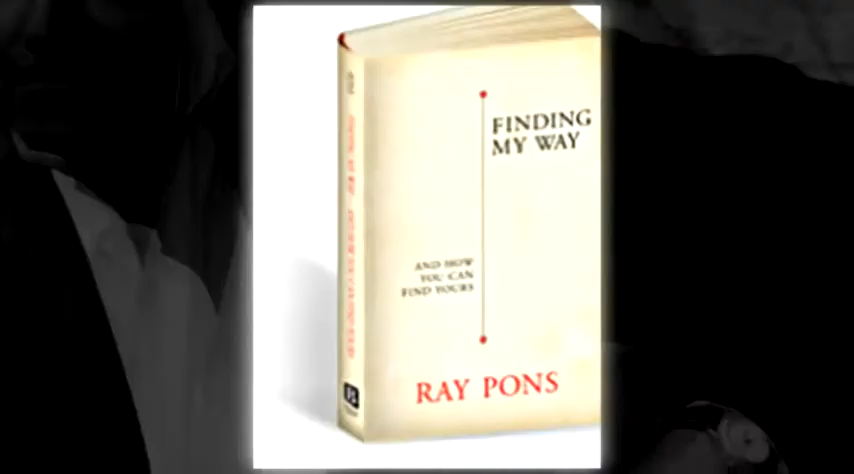 FINDING
MY WAY
AND HOW
YOU CAN
FIND YOURS
RAY PONS